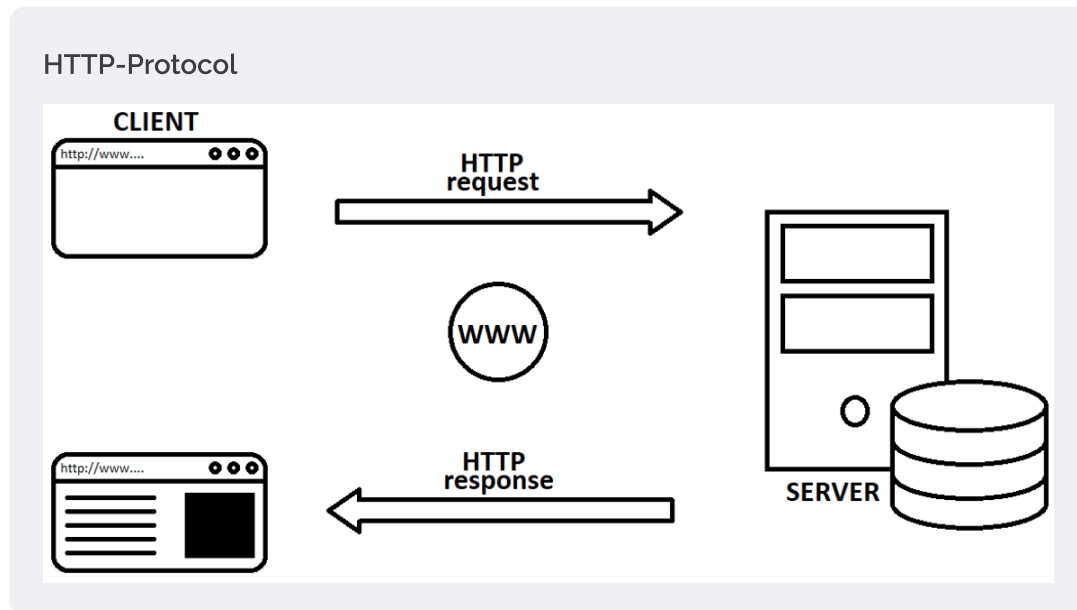 HTTP-Protocol
CLIENT
http://www....
HTTP
request
WWW
http://www....
HTTP
response
SERVER